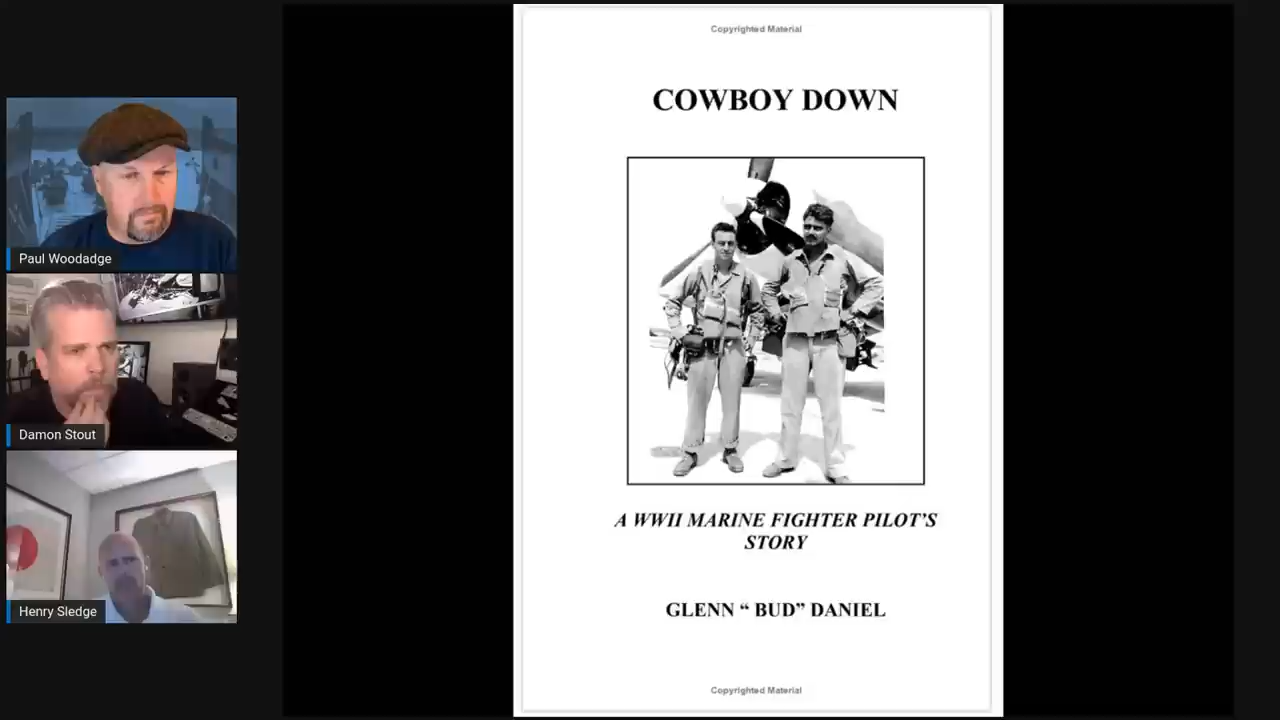 Paul Woodadge
Damon Stout
Henry Sledge
Copyrighted Material
COWBOY DOWN
A WWII MARINE FIGHTER PILOT'S
STORY
GLENN “ BUD” DANIEL
Copyrighted Material